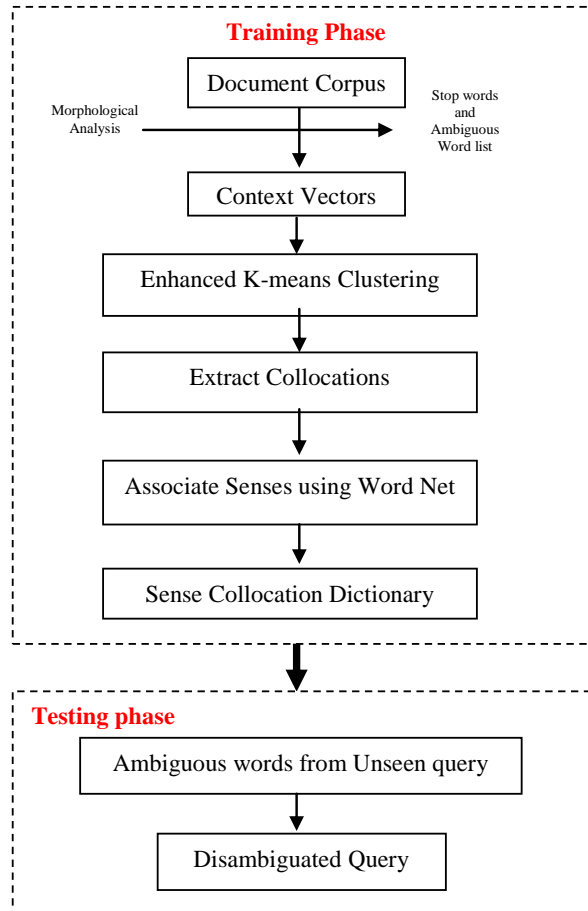 Training Phase
Document Corpus
Morphological
Analysis
Stop words
and
Ambiguous
Word list
Context Vectors
Enhanced K-means Clustering
Extract Collocations
Associate Senses using Word Net
Sense Collocation Dictionary
Testing phase
Ambiguous words from Unseen query
Disambiguated Query